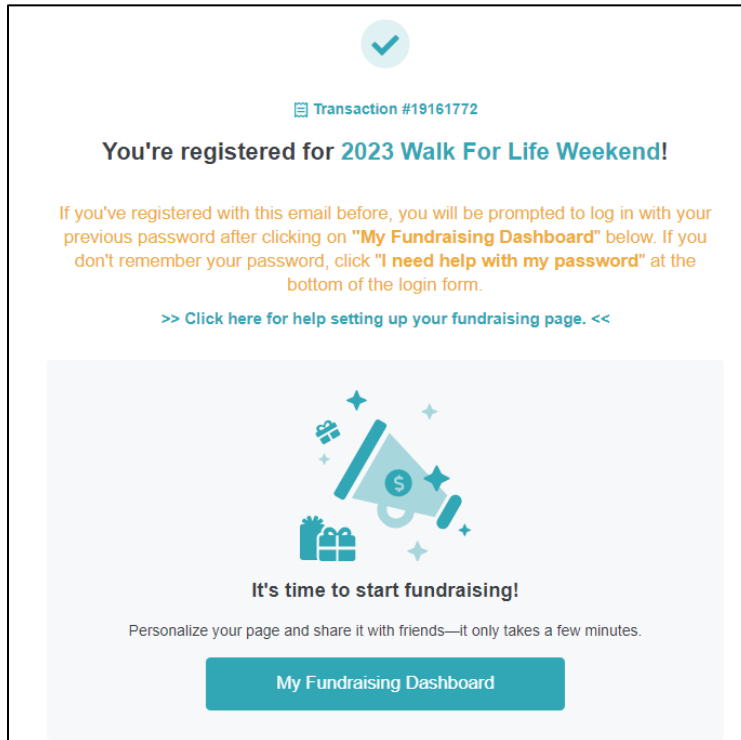 Transaction #19161772
You're registered for 2023 Walk For Life Weekend!
If you've registered with this email before, you will be prompted to log in with your
previous password after clicking on "My Fundraising Dashboard" below. If you
don't remember your password, click "I need help with my password" at the
bottom of the login form.
>> Click here for help setting up your fundraising page. <<
$
It's time to start fundraising!
Personalize your page and share it with friends—it only takes a few minutes.
My Fundraising Dashboard